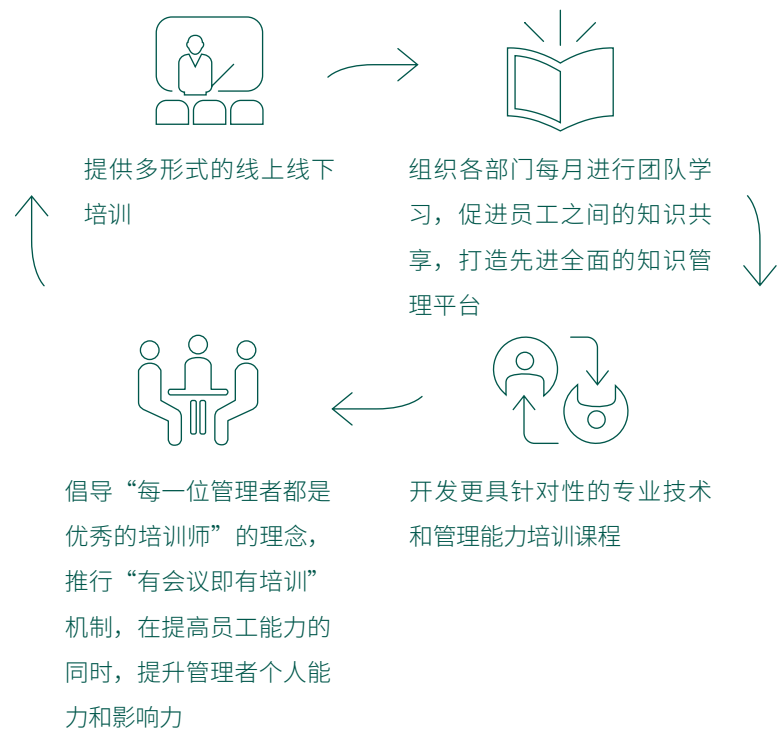 提供多形式的线上线下
培训
组织各部门每月进行团队学
习，促进员工之间的知识共
享，打造先进全面的知识管
理平台
倡导“每一位管理者都是
优秀的培训师”的理念，
推行“有会议即有培训”
机制，在提高员工能力的
同时，提升管理者个人能
力和影响力
开发更具针对性的专业技术
和管理能力培训课程